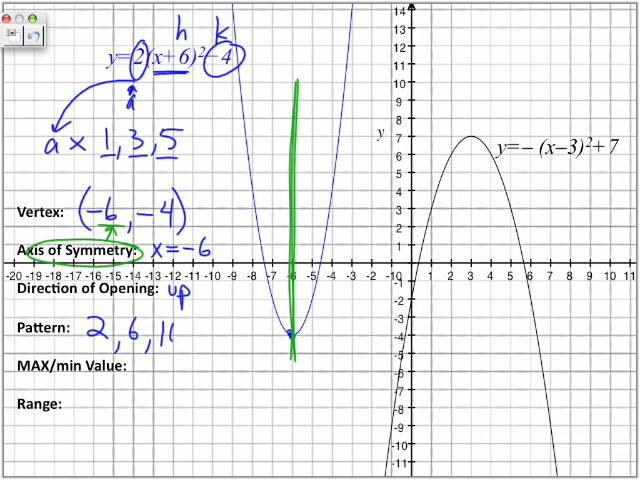 h k
y=2(x+6)²−4
a
a × 1, 3, 5
Vertex: (−6, −4)
Axis of Symmetry: x=−6
Direction of Opening: up
Pattern: 2, 6, 10
MAX/min Value:
Range:
y
y=− (x−3)²+7
14
13
12
11
10
9
8
7
6
5
4
3
2
1
-20 -19 -18 -17 -16 -15 -14 -13 -12 -11 -10 -9 -8 -7 -6 -5 -4 -3 -2 -1 0 1 2 3 4 5 6 7 8 9 10 11
-1
-2
-3
-4
-5
-6
-7
-8
-9
-10
-11